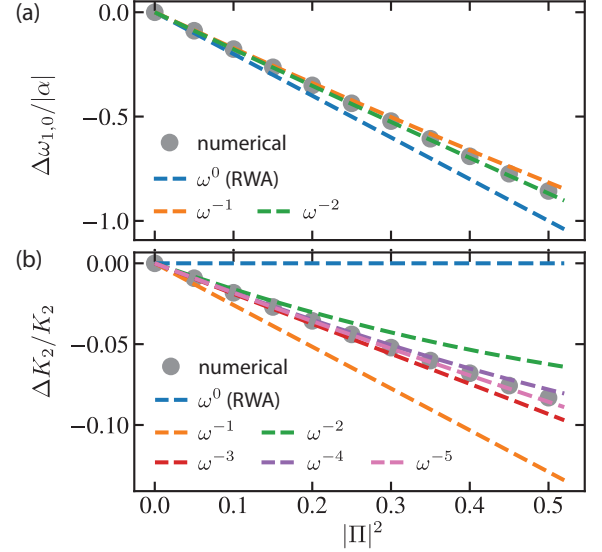 (a)
0.0
−0.5
−1.0
Δω₁,₀/|α|
numerical
ω⁰ (RWA)
ω⁻¹ ω⁻²
(b)
0.00
−0.05
−0.10
ΔK₂/K₂
numerical
ω⁰ (RWA)
ω⁻¹ ω⁻²
ω⁻³ ω⁻⁴ ω⁻⁵
0.0 0.1 0.2 0.3 0.4 0.5
|Π|²